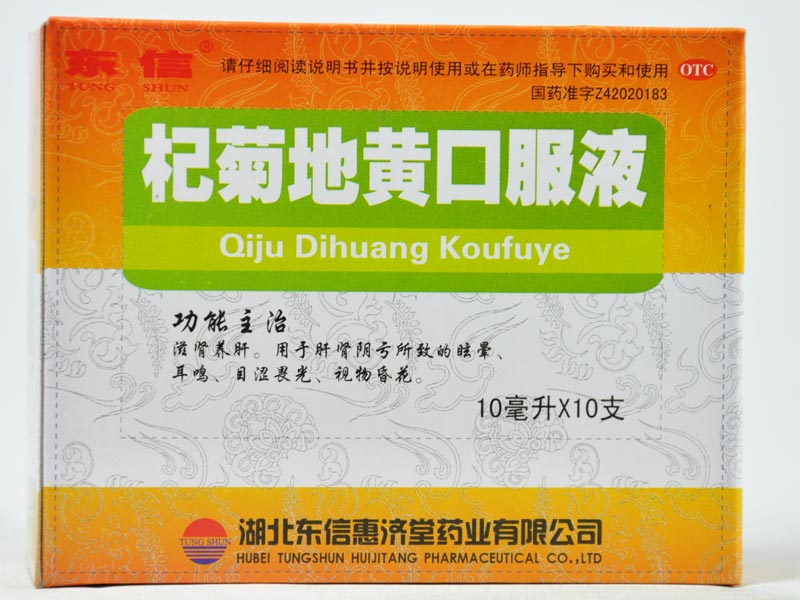 东信®
TUNG SHUN
请仔细阅读说明书并按说明使用或在药师指导下购买和使用 OTC
国药准字Z42020183
杞菊地黄口服液
Qiju Dihuang Koufuye
功能主治
滋肾养肝。用于肝肾阴亏所致的眩晕、
耳鸣、目涩畏光、视物昏花。
10毫升X10支
TUNG SHUN
湖北东信惠济堂药业有限公司
HUBEI TUNGSHUN HUIJITANG PHARMACEUTICAL CO.,LTD